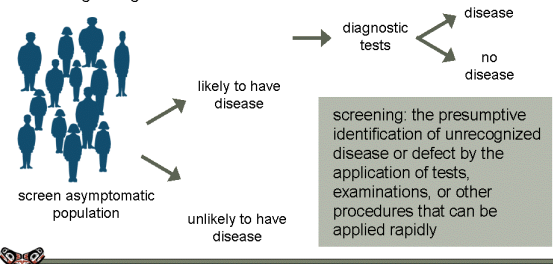 disease
diagnostic
tests
no
disease
likely to have
disease
screening: the presumptive
identification of unrecognized
disease or defect by the
application of tests,
examinations, or other
procedures that can be
applied rapidly
screen asymptomatic
population
unlikely to have
disease